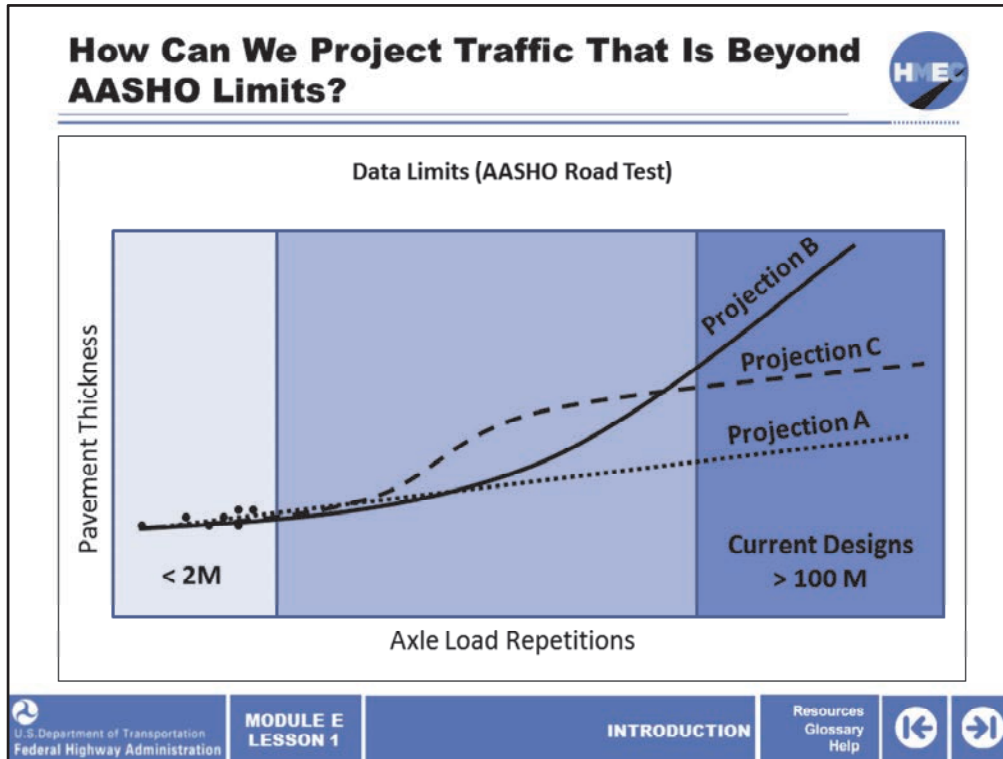 How Can We Project Traffic That Is Beyond
AASHO Limits?
HMEC
Data Limits (AASHO Road Test)
Pavement Thickness
Projection B
Projection C
Projection A
< 2M
Current Designs
> 100 M
Axle Load Repetitions
U.S.Department of Transportation
Federal Highway Administration
MODULE E
LESSON 1
INTRODUCTION
Resources
Glossary
Help